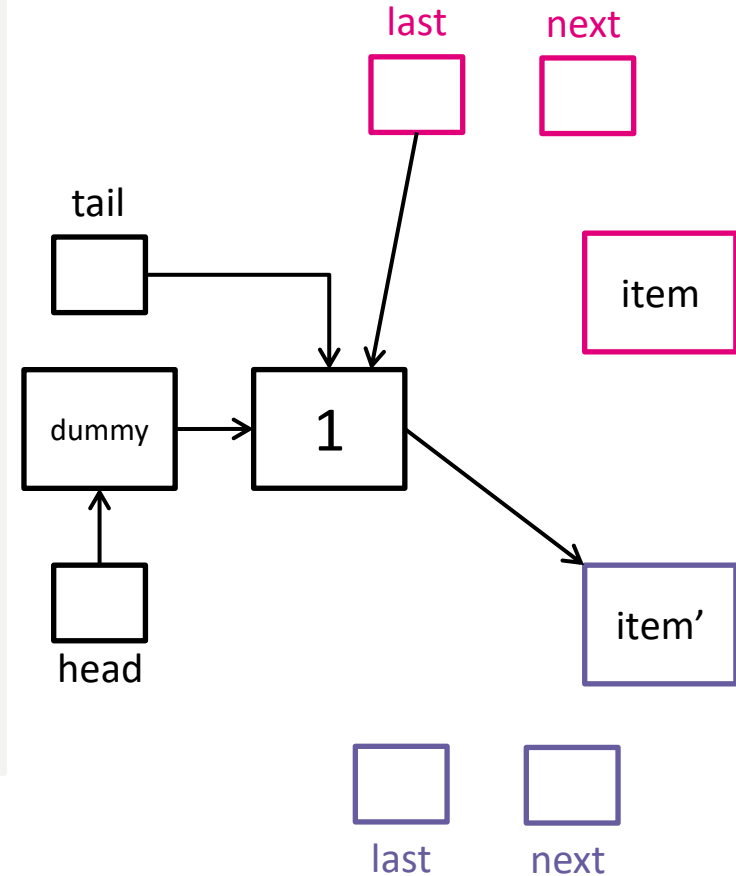 last next
tail
item
dummy 1
item’
head
last next